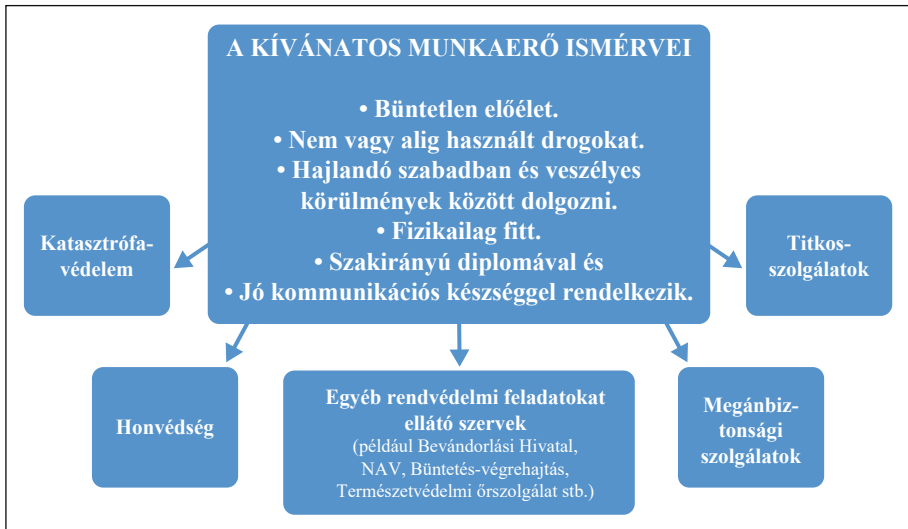 A KÍVÁNATOS MUNKAERŐ ISMÉRVEI
• Büntetlen előélet.
• Nem vagy alig használt drogokat.
• Hajlandó szabadban és veszélyes
körülmények között dolgozni.
• Fizikailag fitt.
• Szakirányú diplomával és
• Jó kommunikációs készséggel rendelkezik.
Katasztrófa-
védelem
Titkos-
szolgálatok
Honvédség
Egyéb rendvédelmi feladatokat
ellátó szervek
(például Bevándorlási Hivatal,
NAV, Büntetés-végrehajtás,
Természetvédelmi őrszolgálat stb.)
Megánbiz-
tonsági
szolgálatok